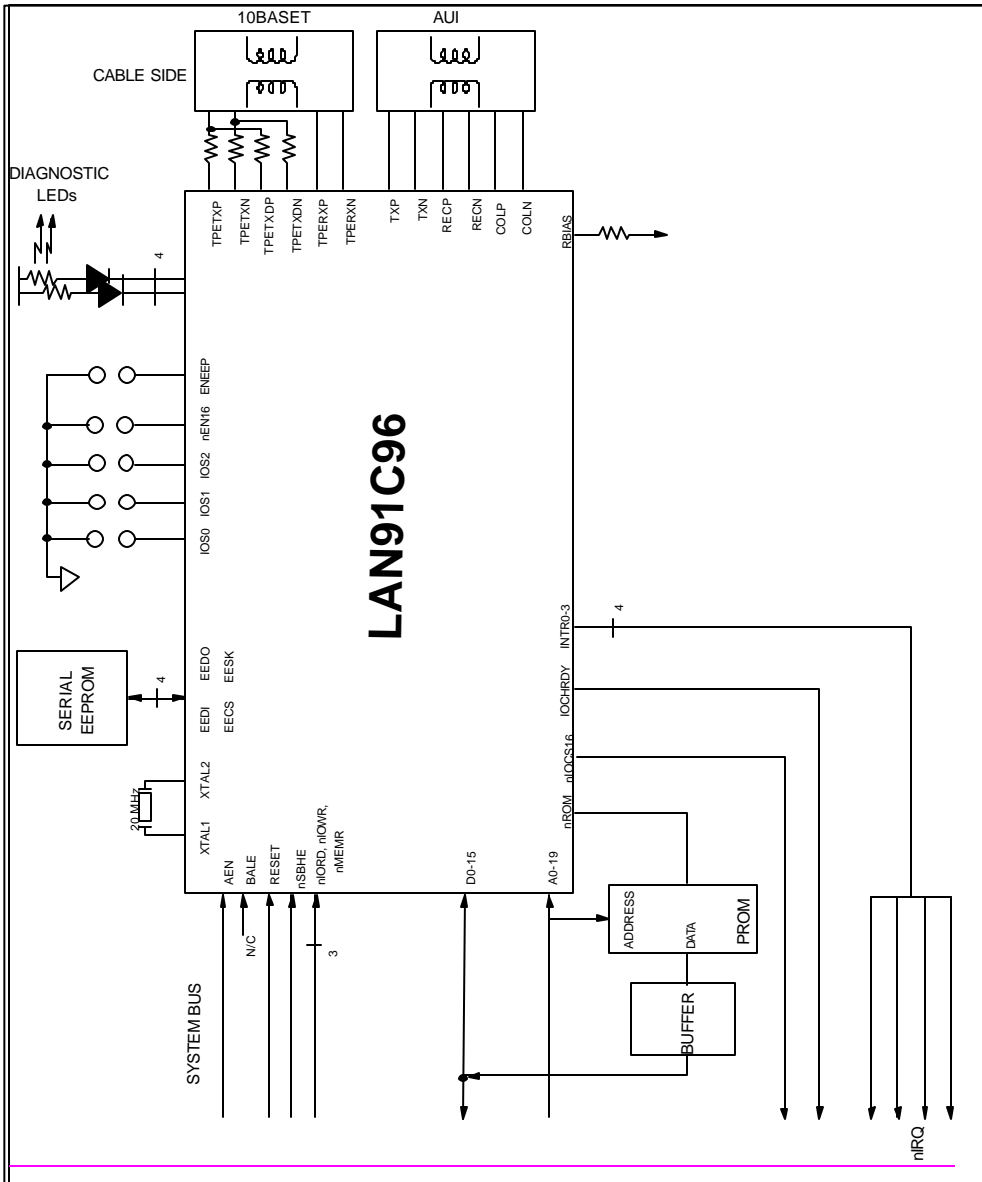 10BASET
AUI
CABLE SIDE
DIAGNOSTIC
LEDs
TPETXP
TPETXN
TPETXDP
TPETXDN
TPERXP
TPERXN
TXP
TXN
RECP
RECN
COLP
COLN
RBIAS
4
ENEEP
nEN16
IOS2
IOS1
IOS0
LAN91C96
SERIAL
EEPROM
4
EEDO
EESK
EEDI
EECS
XTAL2
20 MHz
XTAL1
INTR0-3
4
IOCHRDY
nIOCS16
nROM
AEN
BALE
RESET
nSBHE
nIORD, nIOWR,
nMEMR
D0-15
A0-19
N/C
3
SYSTEM BUS
ADDRESS
DATA
PROM
BUFFER
nIRQ